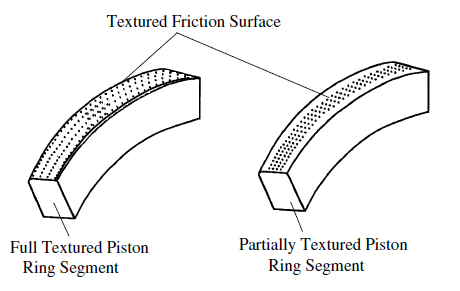 Textured Friction Surface
Full Textured Piston
Ring Segment
Partially Textured Piston
Ring Segment